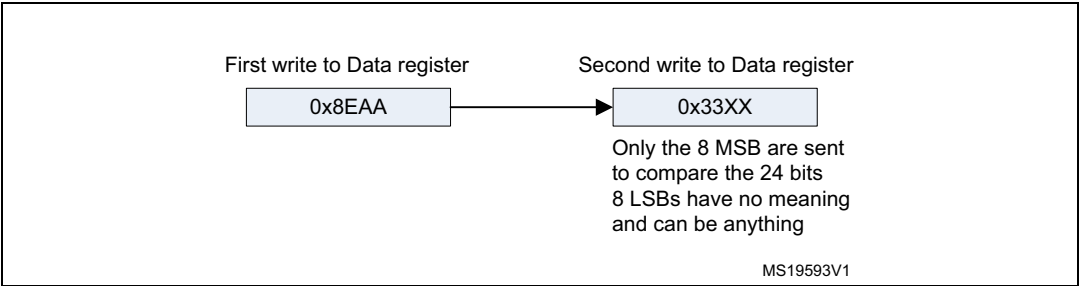 First write to Data register
Second write to Data register
0x8EAA
0x33XX
Only the 8 MSB are sent
to compare the 24 bits
8 LSBs have no meaning
and can be anything
MS19593V1